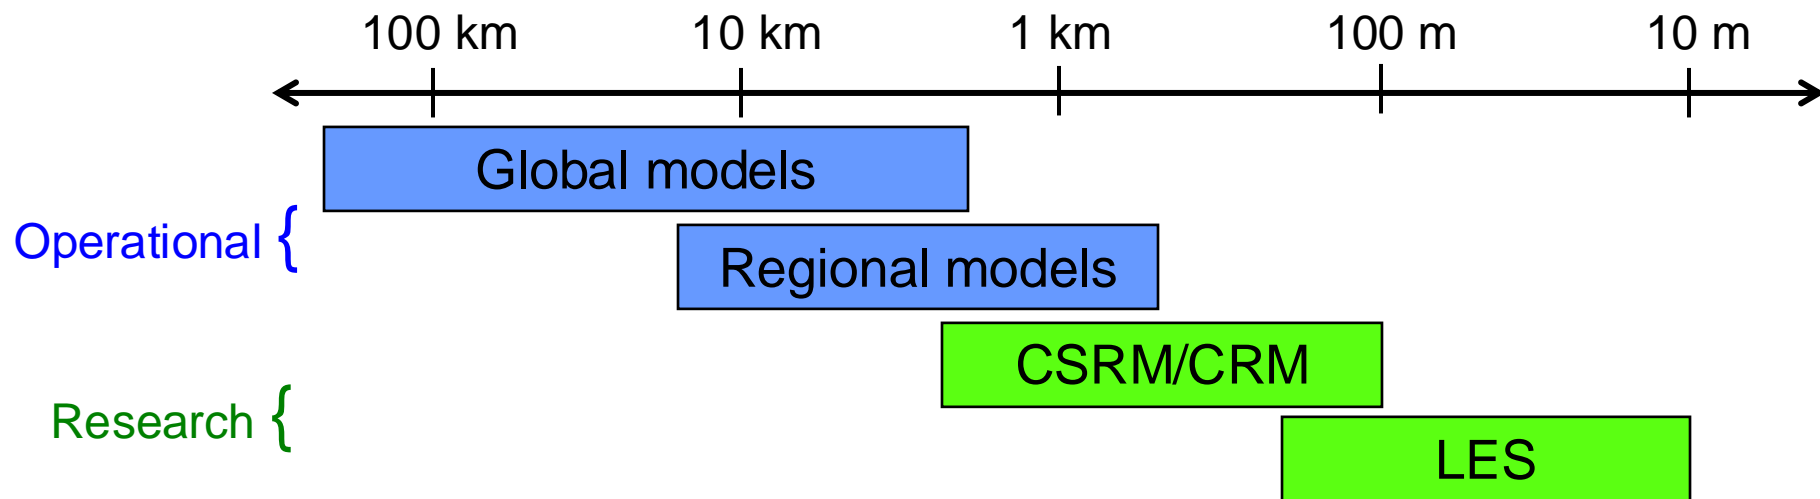 100 km 10 km 1 km 100 m 10 m
Global models
Operational {
Regional models
CSRM/CRM
Research {
LES